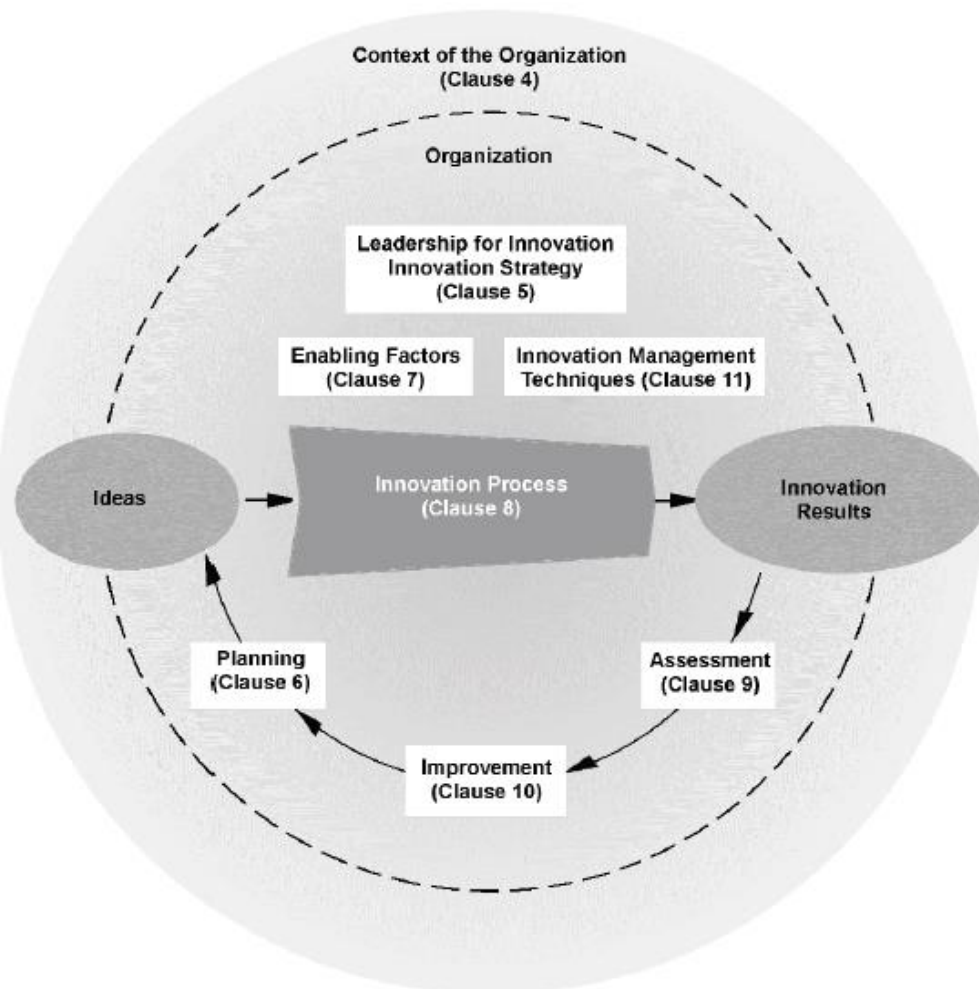 Context of the Organization
(Clause 4)
Organization
Leadership for Innovation
Innovation Strategy
(Clause 5)
Enabling Factors
(Clause 7)
Innovation Management
Techniques (Clause 11)
Ideas
Innovation Process
(Clause 8)
Innovation
Results
Planning
(Clause 6)
Assessment
(Clause 9)
Improvement
(Clause 10)